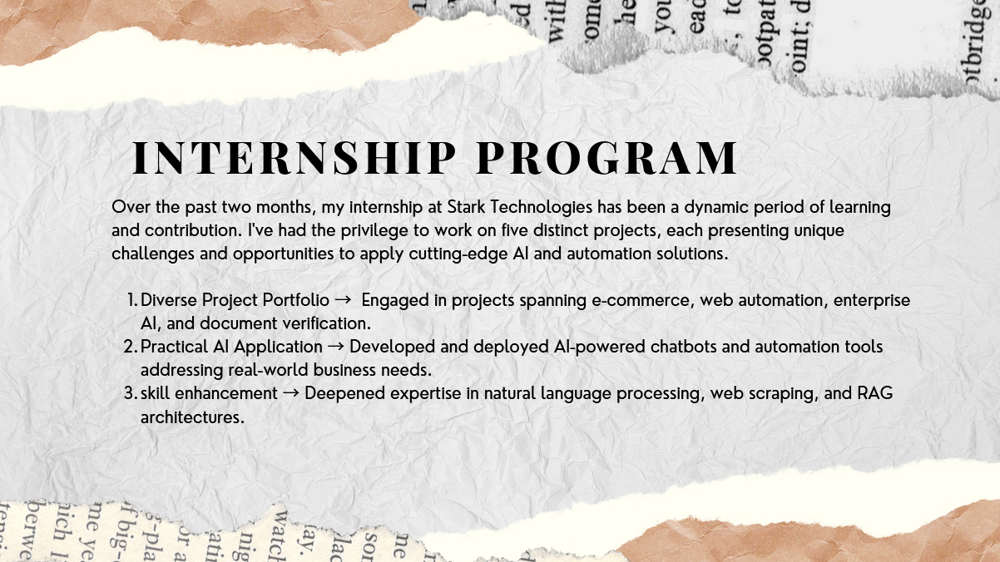 INTERNSHIP PROGRAM
Over the past two months, my internship at Stark Technologies has been a dynamic period of learning
and contribution. I've had the privilege to work on five distinct projects, each presenting unique
challenges and opportunities to apply cutting-edge AI and automation solutions.
1. Diverse Project Portfolio → Engaged in projects spanning e-commerce, web automation, enterprise
AI, and document verification.
2. Practical AI Application → Developed and deployed AI-powered chatbots and automation tools
addressing real-world business needs.
3. skill enhancement → Deepened expertise in natural language processing, web scraping, and RAG
architectures.